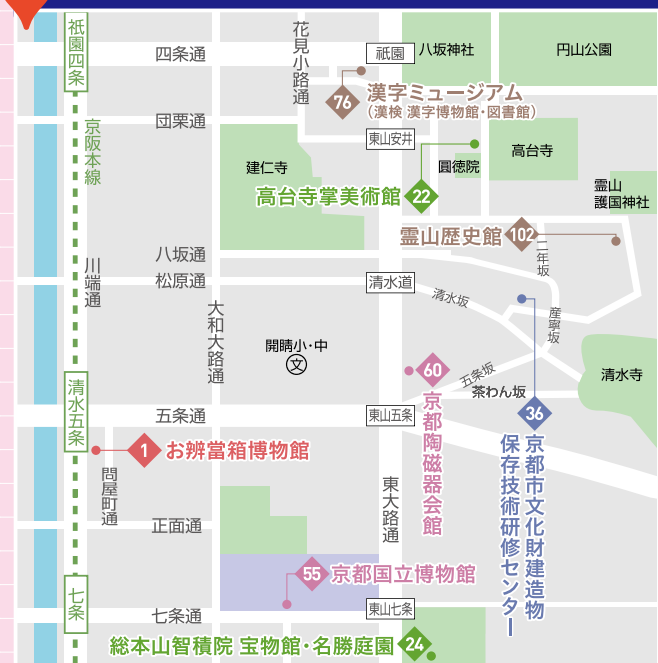 祇園四条
四条通
花見小路通
祇園
八坂神社
円山公園
76
漢字ミュージアム
(漢検 漢字博物館・図書館)
団栗通
京阪本線
東山安井
建仁寺
圓徳院
高台寺
高台寺掌美術館
22
霊山
護国神社
霊山歴史館
102
二年坂
八坂通
川端通
松原通
清水道
清水坂
大和大路通
産寧坂
開睛小・中
文
清水寺
60
京都陶磁器会館
五条坂
茶わん坂
清水五条
五条通
東山五条
36
京都市文化財建造物
保存技術研修センター
1
お辨當箱博物館
問屋町通
東大路通
正面通
55
京都国立博物館
七条
七条通
東山七条
総本山智積院 宝物館・名勝庭園
24